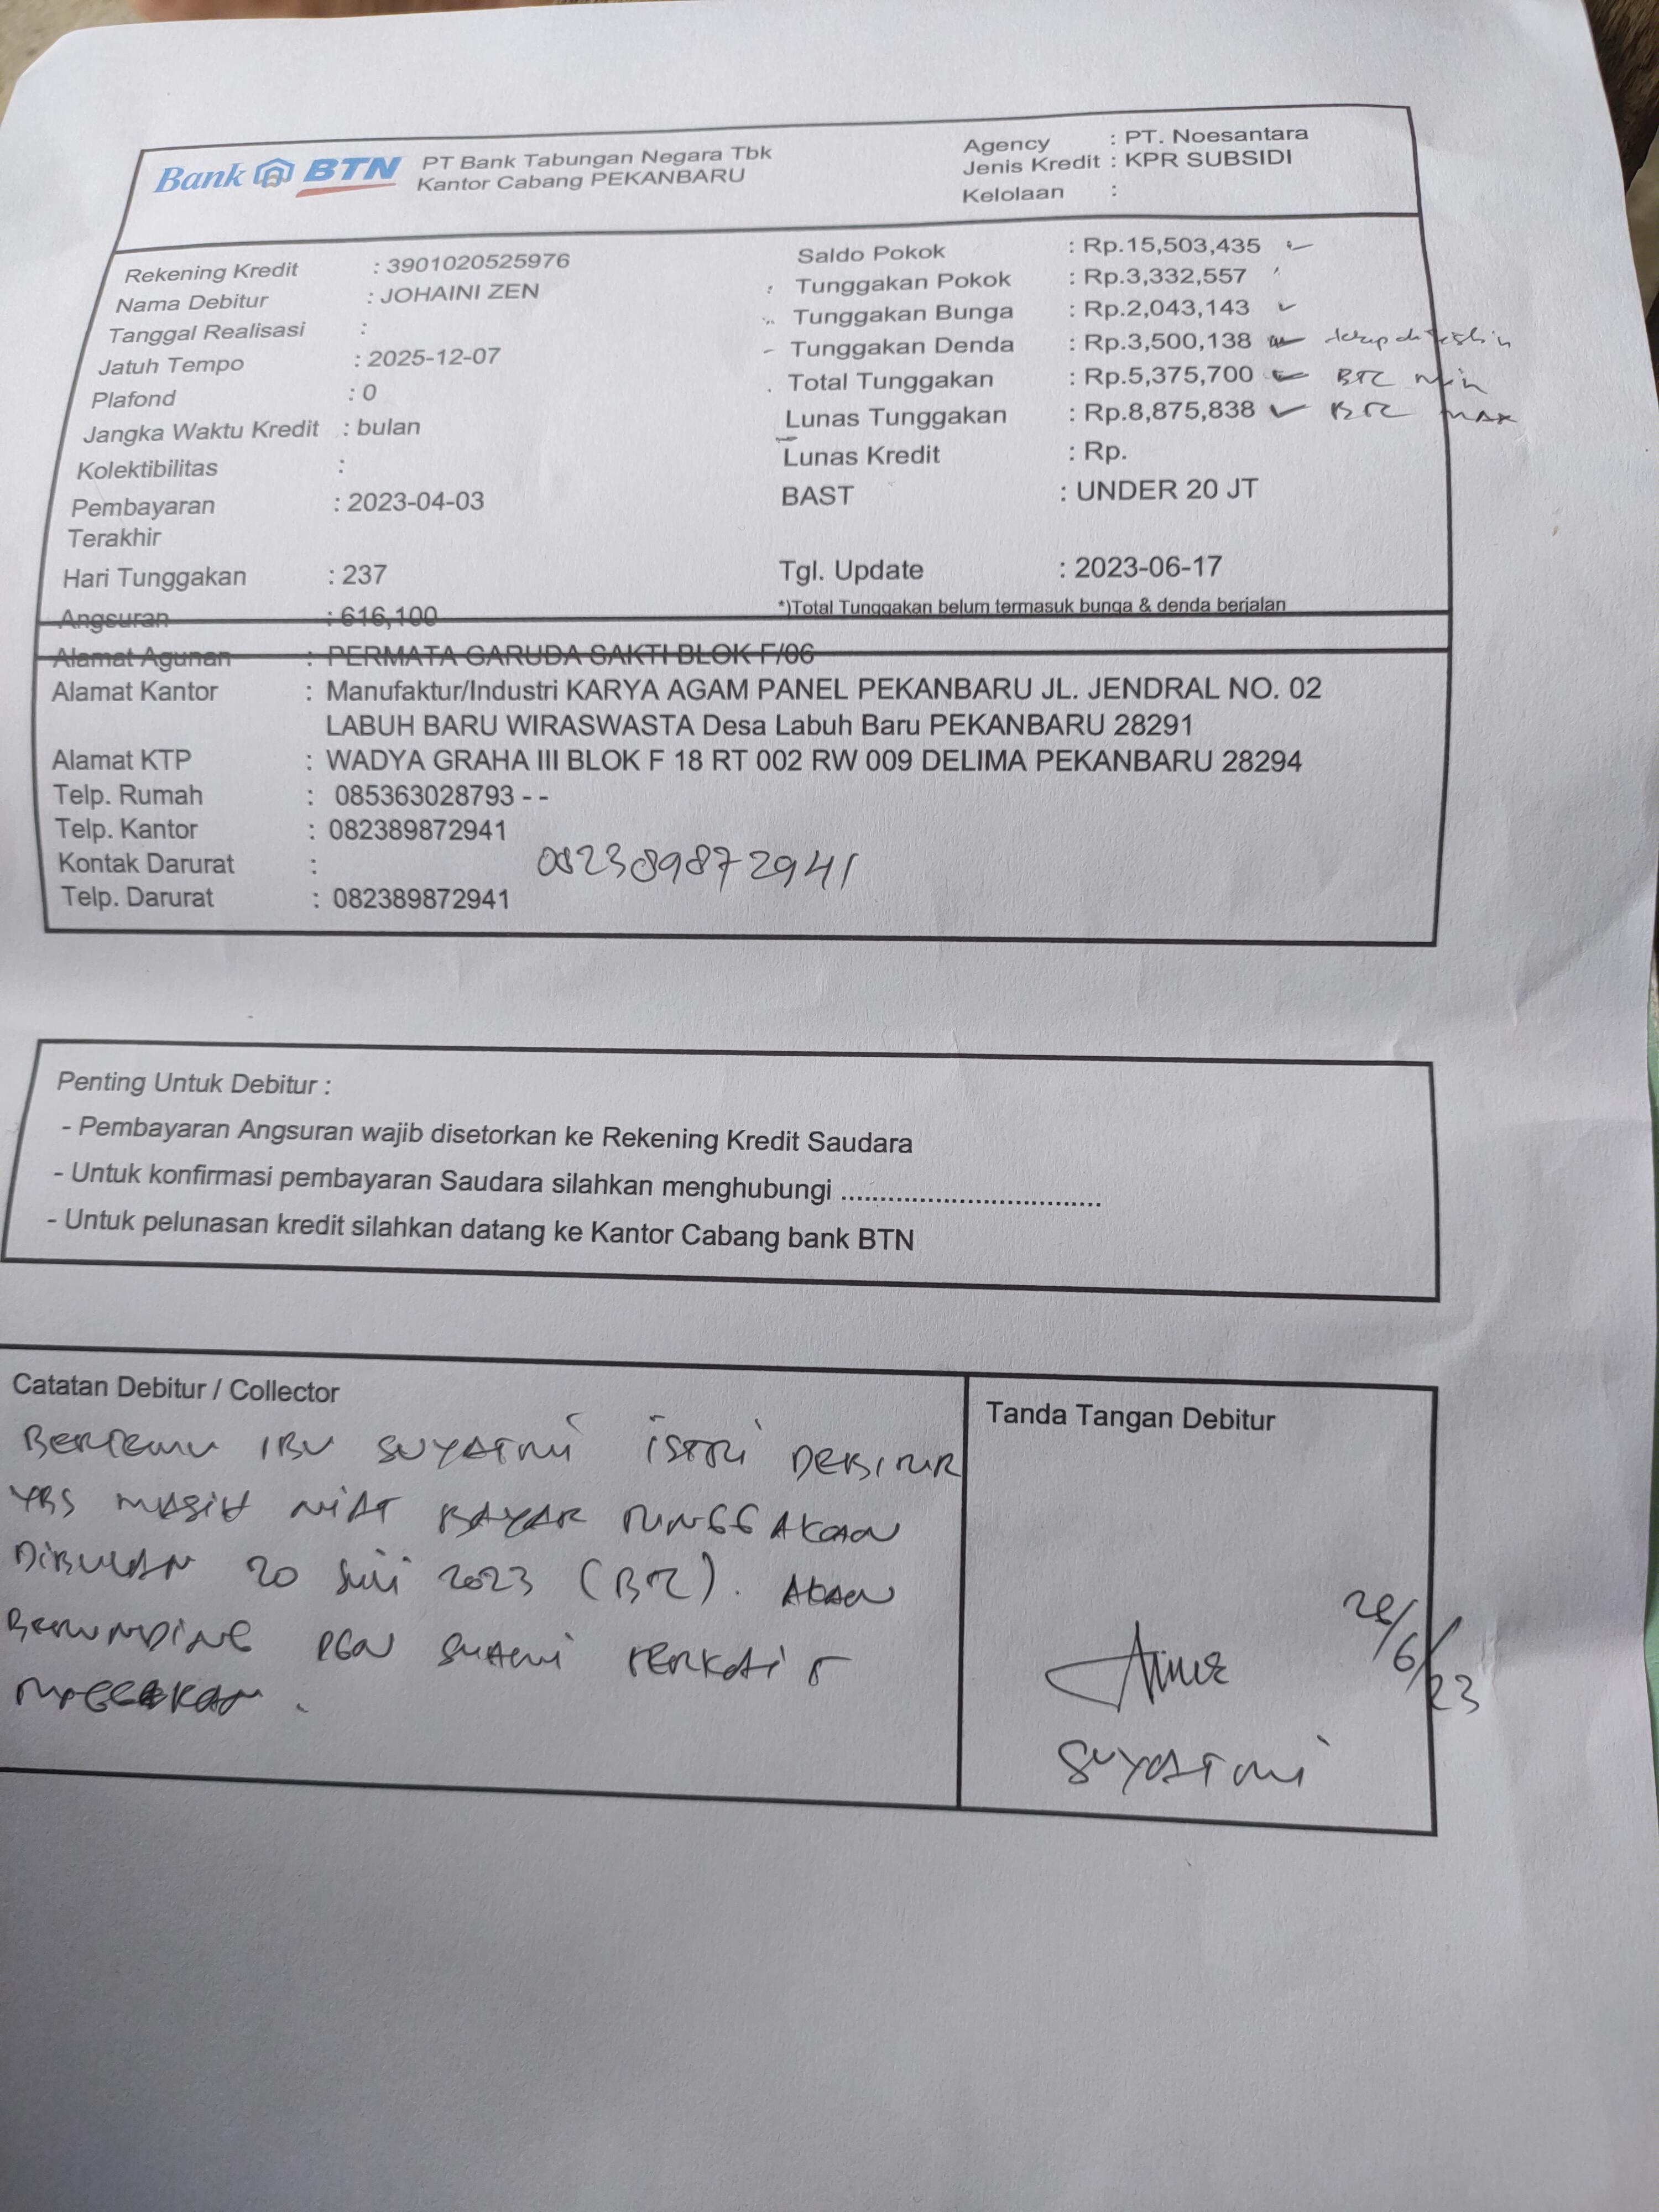 Bank BTN PT Bank Tabungan Negara Tbk
Kantor Cabang PEKANBARU
Agency : PT. Noesantara
Jenis Kredit : KPR SUBSIDI
Kelolaan :
Rekening Kredit : 3901020525976
Nama Debitur : JOHAINI ZEN
Tanggal Realisasi :
Jatuh Tempo : 2025-12-07
Plafond : 0
Jangka Waktu Kredit : bulan
Kolektibilitas :
Pembayaran : 2023-04-03
Terakhir
Hari Tunggakan : 237
Angsuran : 616,100
Saldo Pokok : Rp.15,503,435
Tunggakan Pokok : Rp.3,332,557
Tunggakan Bunga : Rp.2,043,143
Tunggakan Denda : Rp.3,500,138
Total Tunggakan : Rp.5,375,700 min
Lunas Tunggakan : Rp.8,875,838 max
Lunas Kredit : Rp.
BAST : UNDER 20 JT
Tgl. Update : 2023-06-17
*)Total Tunggakan belum termasuk bunga & denda berjalan
Alamat Agunan : PERMATA GARUDA SAKTI BLOK F/06
Alamat Kantor : Manufaktur/Industri KARYA AGAM PANEL PEKANBARU JL. JENDRAL NO. 02
LABUH BARU WIRASWASTA Desa Labuh Baru PEKANBARU 28291
Alamat KTP : WADYA GRAHA III BLOK F 18 RT 002 RW 009 DELIMA PEKANBARU 28294
Telp. Rumah : 085363028793 - -
Telp. Kantor : 082389872941
Kontak Darurat : 082389872941
Telp. Darurat : 082389872941
Penting Untuk Debitur :
- Pembayaran Angsuran wajib disetorkan ke Rekening Kredit Saudara
- Untuk konfirmasi pembayaran Saudara silahkan menghubungi .................................
- Untuk pelunasan kredit silahkan datang ke Kantor Cabang bank BTN
Catatan Debitur / Collector
BERTEMU IBU SUYATMI ISTRI DEBITUR
YBS MASIH NIAT BAYAR TUNGGAKAN
DIBULAN 20 Juli 2023 AKAN
BERUNDING DGN SUAMI TERKAIT
TUNGGAKAN.
Tanda Tangan Debitur
SUYATMI